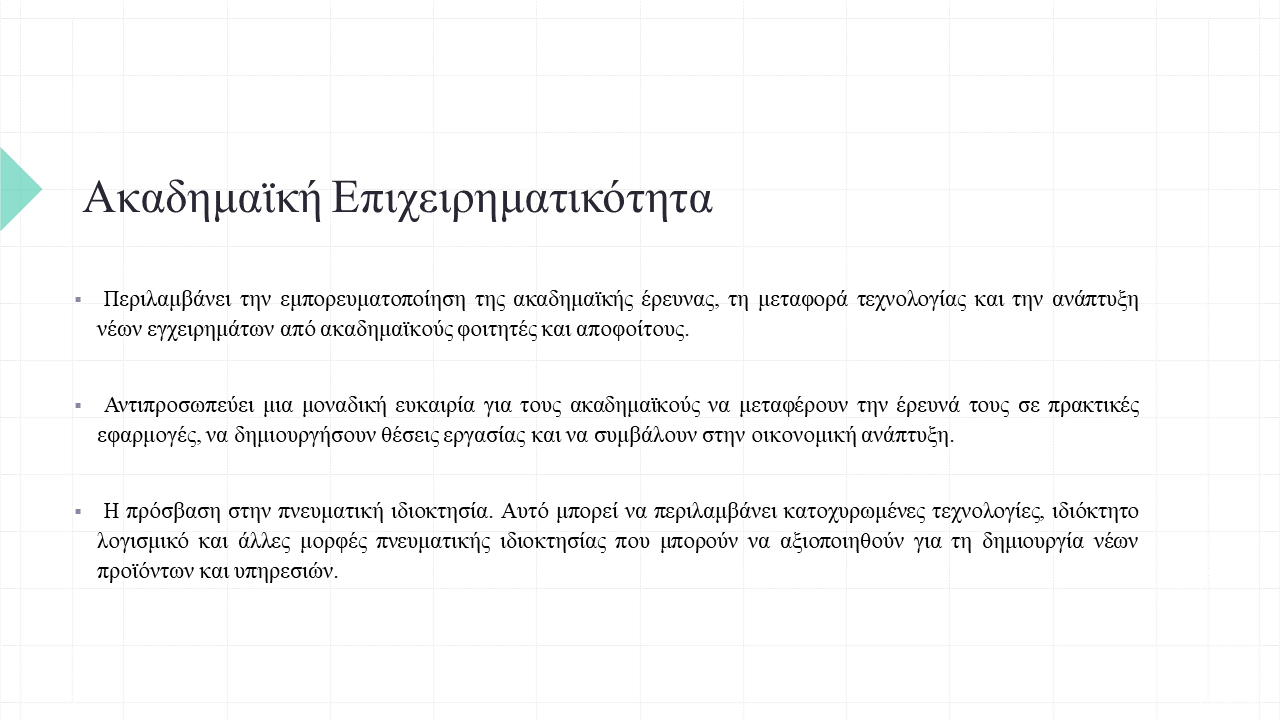 Ακαδημαϊκή Επιχειρηματικότητα
▪ Περιλαμβάνει την εμπορευματοποίηση της ακαδημαϊκής έρευνας, τη μεταφορά τεχνολογίας και την ανάπτυξη
νέων εγχειρημάτων από ακαδημαϊκούς φοιτητές και αποφοίτους.
▪ Αντιπροσωπεύει μια μοναδική ευκαιρία για τους ακαδημαϊκούς να μεταφέρουν την έρευνά τους σε πρακτικές
εφαρμογές, να δημιουργήσουν θέσεις εργασίας και να συμβάλουν στην οικονομική ανάπτυξη.
▪ Η πρόσβαση στην πνευματική ιδιοκτησία. Αυτό μπορεί να περιλαμβάνει κατοχυρωμένες τεχνολογίες, ιδιόκτητο
λογισμικό και άλλες μορφές πνευματικής ιδιοκτησίας που μπορούν να αξιοποιηθούν για τη δημιουργία νέων
προϊόντων και υπηρεσιών.